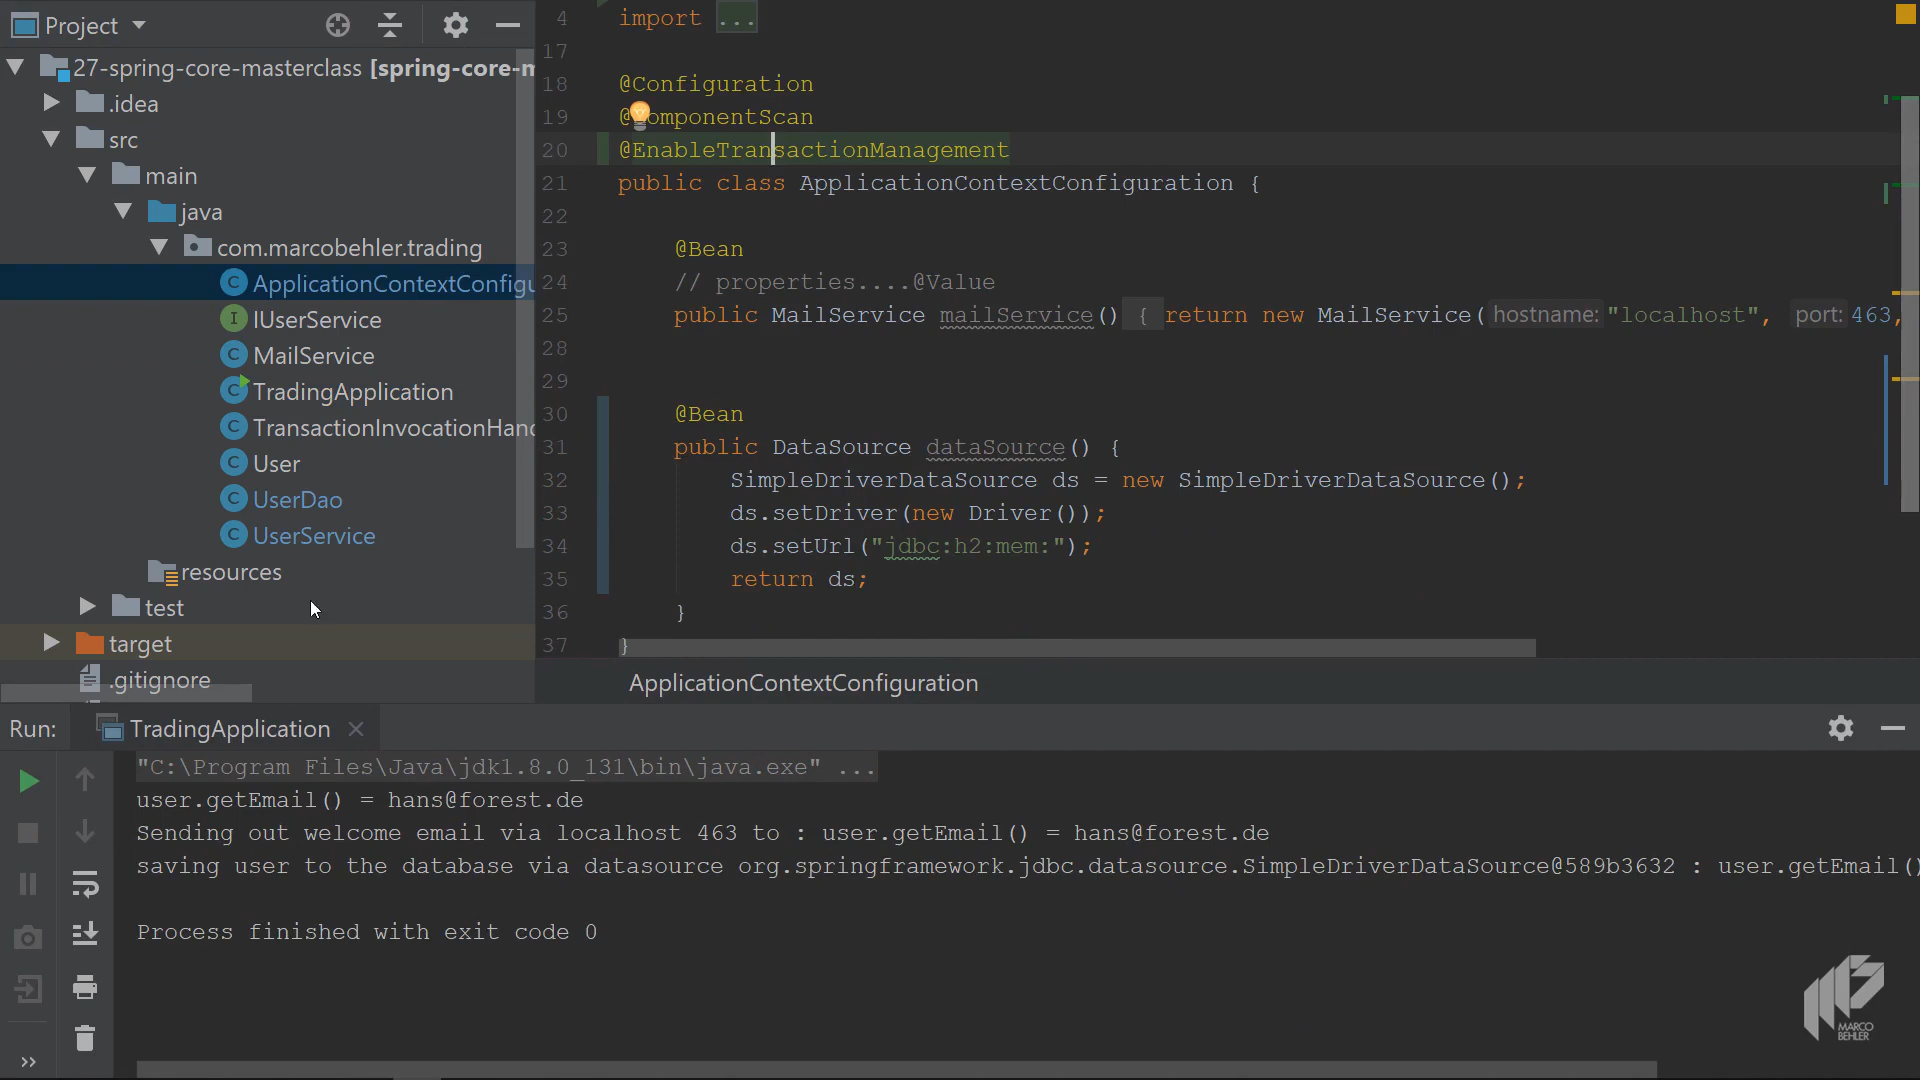 Project
27-spring-core-masterclass [spring-core-m
.idea
src
main
java
com.marcobehler.trading
ApplicationContextConfigu
IUserService
MailService
TradingApplication
TransactionInvocationHand
User
UserDao
UserService
resources
test
target
.gitignore
4 import ...
17
18 @Configuration
19 @omponentScan
20 @EnableTransactionManagement
21 public class ApplicationContextConfiguration {
22
23 @Bean
24 // properties....@Value
25 public MailService mailService() { return new MailService( hostname: "localhost", port: 463,
28
29
30 @Bean
31 public DataSource dataSource() {
32 SimpleDriverDataSource ds = new SimpleDriverDataSource();
33 ds.setDriver(new Driver());
34 ds.setUrl("jdbc:h2:mem:");
35 return ds;
36 }
37 }
ApplicationContextConfiguration
Run: TradingApplication
"C:\Program Files\Java\jdk1.8.0_131\bin\java.exe" ...
user.getEmail() = hans@forest.de
Sending out welcome email via localhost 463 to : user.getEmail() = hans@forest.de
saving user to the database via datasource org.springframework.jdbc.datasource.SimpleDriverDataSource@589b3632 : user.getEmail()
Process finished with exit code 0
MARCO
BEHLER